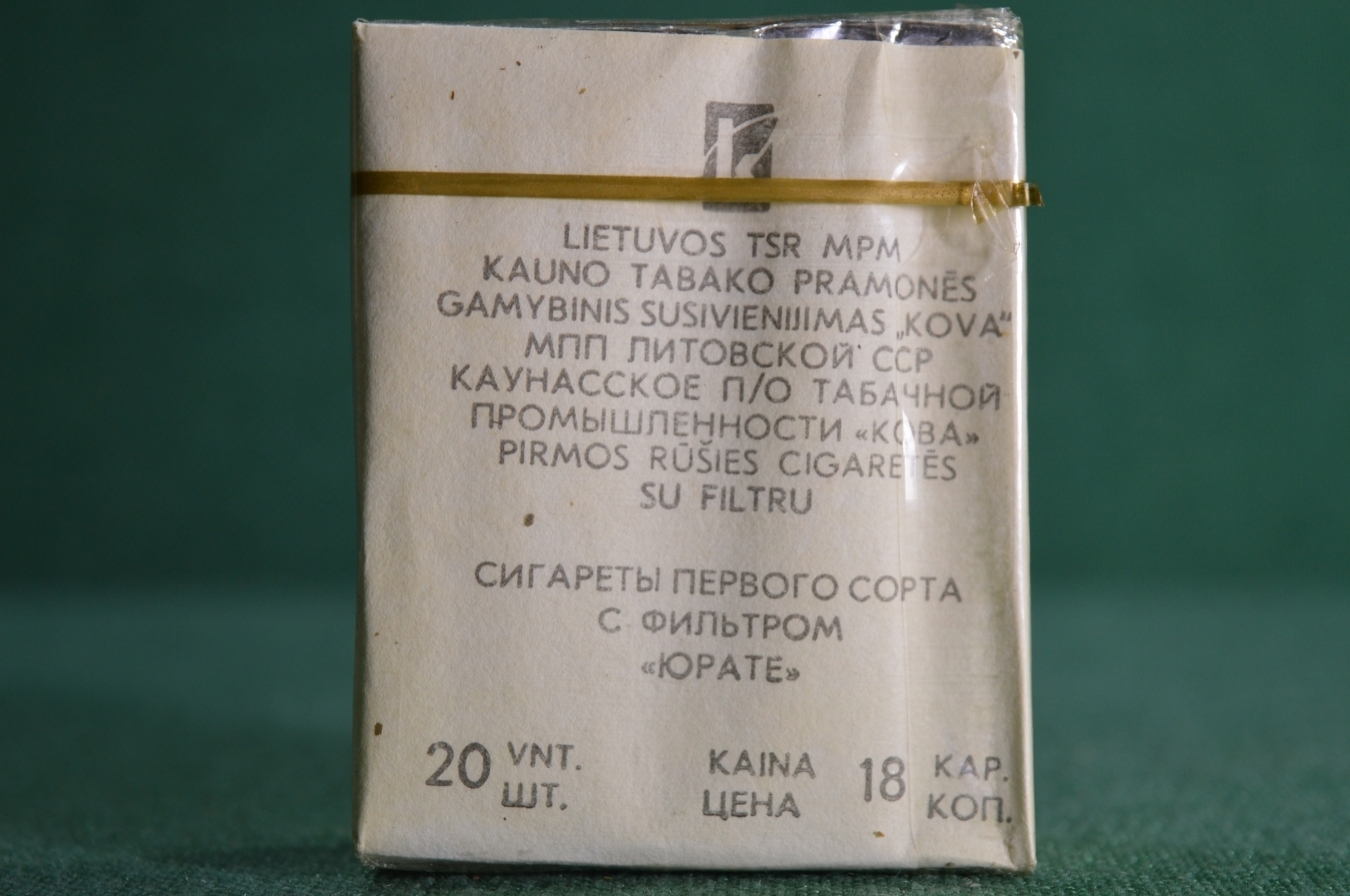 K
LIETUVOS TSR MPM
KAUNO TABAKO PRAMONĖS
GAMYBINIS SUSIVIENIJIMAS „KOVA“
МПП ЛИТОВСКОЙ ССР
КАУНАССКОЕ П/О ТАБАЧНОЙ
ПРОМЫШЛЕННОСТИ «КОВА»
PIRMOS RŪŠIES CIGARETĖS
SU FILTRU
СИГАРЕТЫ ПЕРВОГО СОРТА
С ФИЛЬТРОМ
«ЮРАТЕ»
20 VNT. KAINA 18 KAP.
ШТ. ЦЕНА КОП.